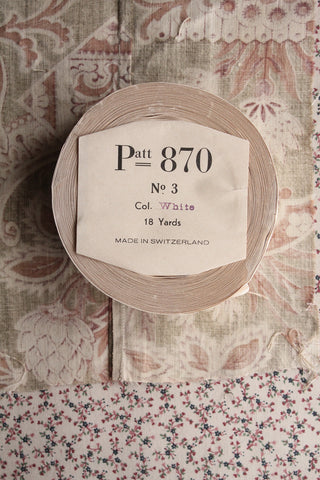 Patt 870
No 3
Col. White
18 Yards
MADE IN SWITZERLAND